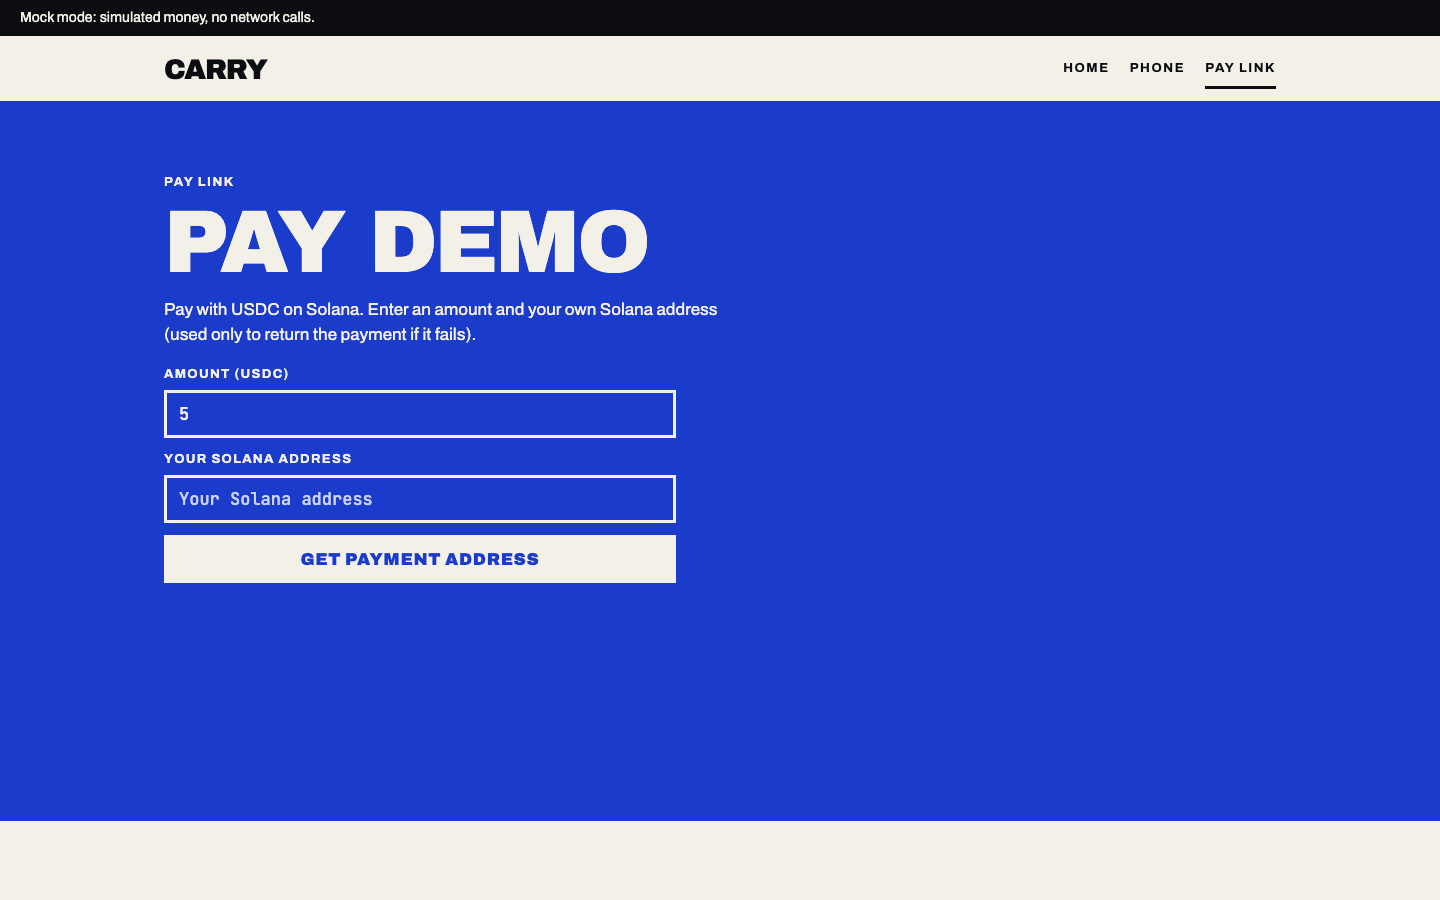 Mock mode: simulated money, no network calls.
CARRY
HOME PHONE PAY LINK
PAY LINK
PAY DEMO
Pay with USDC on Solana. Enter an amount and your own Solana address
(used only to return the payment if it fails).
AMOUNT (USDC)
5
YOUR SOLANA ADDRESS
Your Solana address
GET PAYMENT ADDRESS